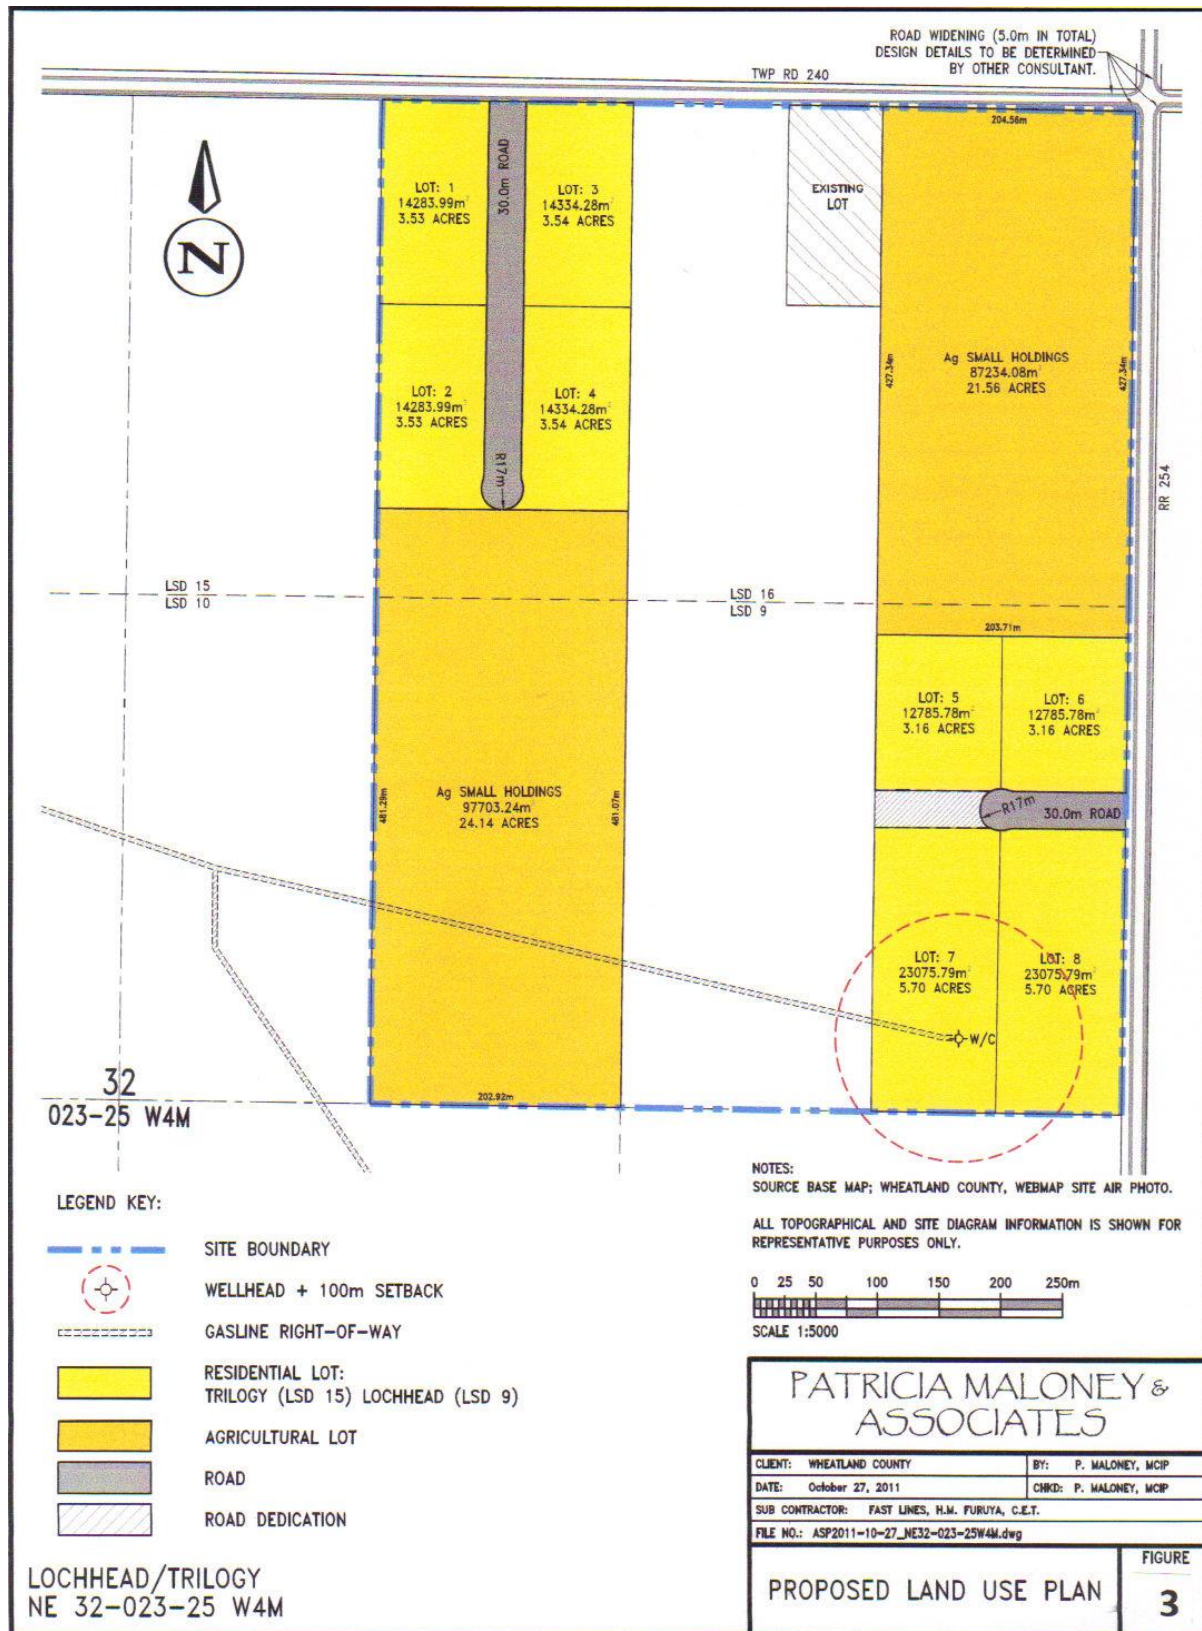 ROAD WIDENING (5.0m IN TOTAL)
DESIGN DETAILS TO BE DETERMINED
BY OTHER CONSULTANT.
TWP RD 240
204.56m
30.0m ROAD
LOT: 1
14283.99m²
3.53 ACRES
LOT: 3
14334.28m²
3.54 ACRES
EXISTING
LOT
N
Ag SMALL HOLDINGS
87234.08m²
21.56 ACRES
427.34m
427.34m
LOT: 2
14283.99m²
3.53 ACRES
LOT: 4
14334.28m²
3.54 ACRES
R17m
RR 254
LSD 15
LSD 10
LSD 16
LSD 9
203.71m
LOT: 5
12785.78m²
3.16 ACRES
LOT: 6
12785.78m²
3.16 ACRES
Ag SMALL HOLDINGS
97703.24m²
24.14 ACRES
481.29m
481.07m
R17m
30.0m ROAD
LOT: 7
23075.79m²
5.70 ACRES
LOT: 8
23075.79m²
5.70 ACRES
W/C
32
023-25 W4M
202.92m
NOTES:
SOURCE BASE MAP; WHEATLAND COUNTY, WEBMAP SITE AIR PHOTO.
ALL TOPOGRAPHICAL AND SITE DIAGRAM INFORMATION IS SHOWN FOR
REPRESENTATIVE PURPOSES ONLY.
0 25 50 100 150 200 250m
SCALE 1:5000
LEGEND KEY:
SITE BOUNDARY
WELLHEAD + 100m SETBACK
GASLINE RIGHT-OF-WAY
RESIDENTIAL LOT:
TRILOGY (LSD 15) LOCHHEAD (LSD 9)
AGRICULTURAL LOT
ROAD
ROAD DEDICATION
LOCHHEAD/TRILOGY
NE 32-023-25 W4M
PATRICIA MALONEY &
ASSOCIATES
CLIENT: WHEATLAND COUNTY
BY: P. MALONEY, MCIP
DATE: October 27, 2011
CHKD: P. MALONEY, MCIP
SUB CONTRACTOR: FAST LINES, H.M. FURUYA, C.E.T.
FILE NO.: ASP2011-10-27_NE32-023-25W4M.dwg
PROPOSED LAND USE PLAN
FIGURE
3